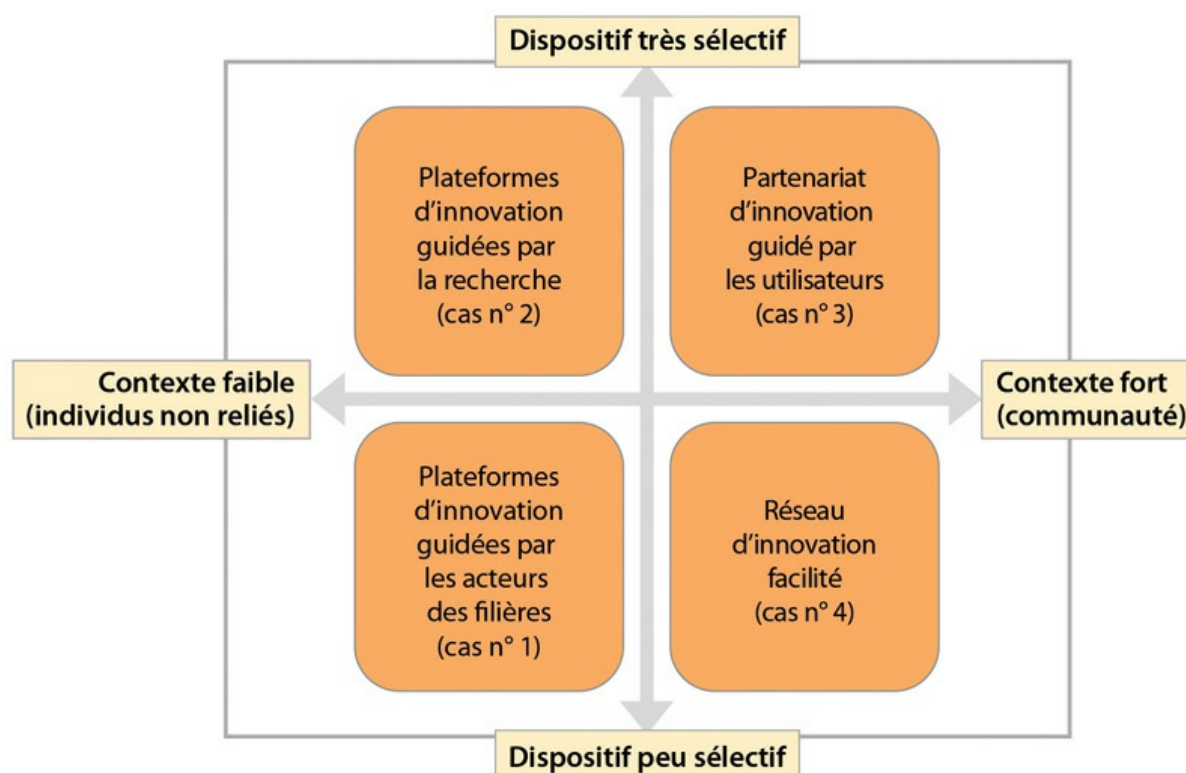 Dispositif très sélectif
Plateformes
d'innovation
guidées par
la recherche
(cas n° 2)
Partenariat
d'innovation
guidé par
les utilisateurs
(cas n° 3)
Contexte faible
(individus non reliés)
Contexte fort
(communauté)
Plateformes
d'innovation
guidées par
les acteurs
des filières
(cas n° 1)
Réseau
d'innovation
facilité
(cas n° 4)
Dispositif peu sélectif